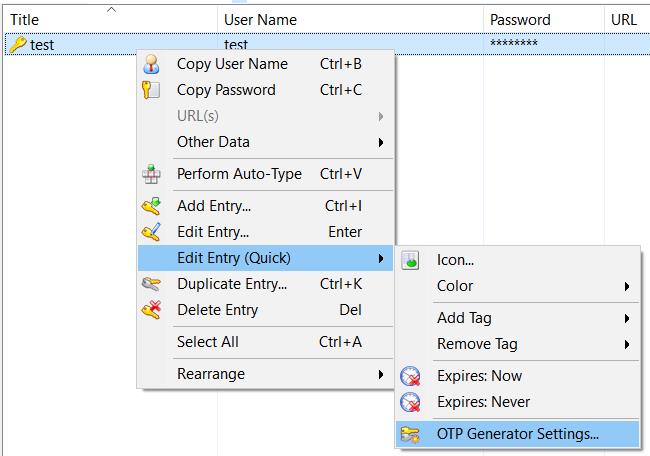 Title User Name Password URL
test test ********
Copy User Name Ctrl+B
Copy Password Ctrl+C
URL(s)
Other Data
Perform Auto-Type Ctrl+V
Add Entry... Ctrl+I
Edit Entry... Enter
Edit Entry (Quick)
Duplicate Entry... Ctrl+K
Delete Entry Del
Select All Ctrl+A
Rearrange
Icon...
Color
Add Tag
Remove Tag
Expires: Now
Expires: Never
OTP Generator Settings...